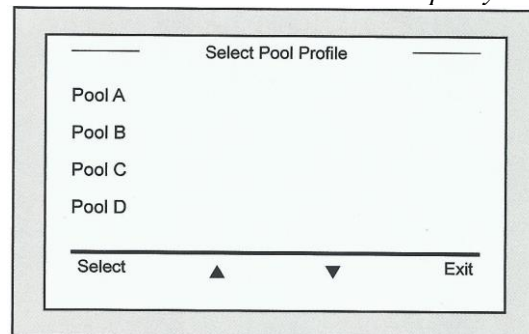 Select Pool Profile
Pool A
Pool B
Pool C
Pool D
Select ▲ ▼ Exit